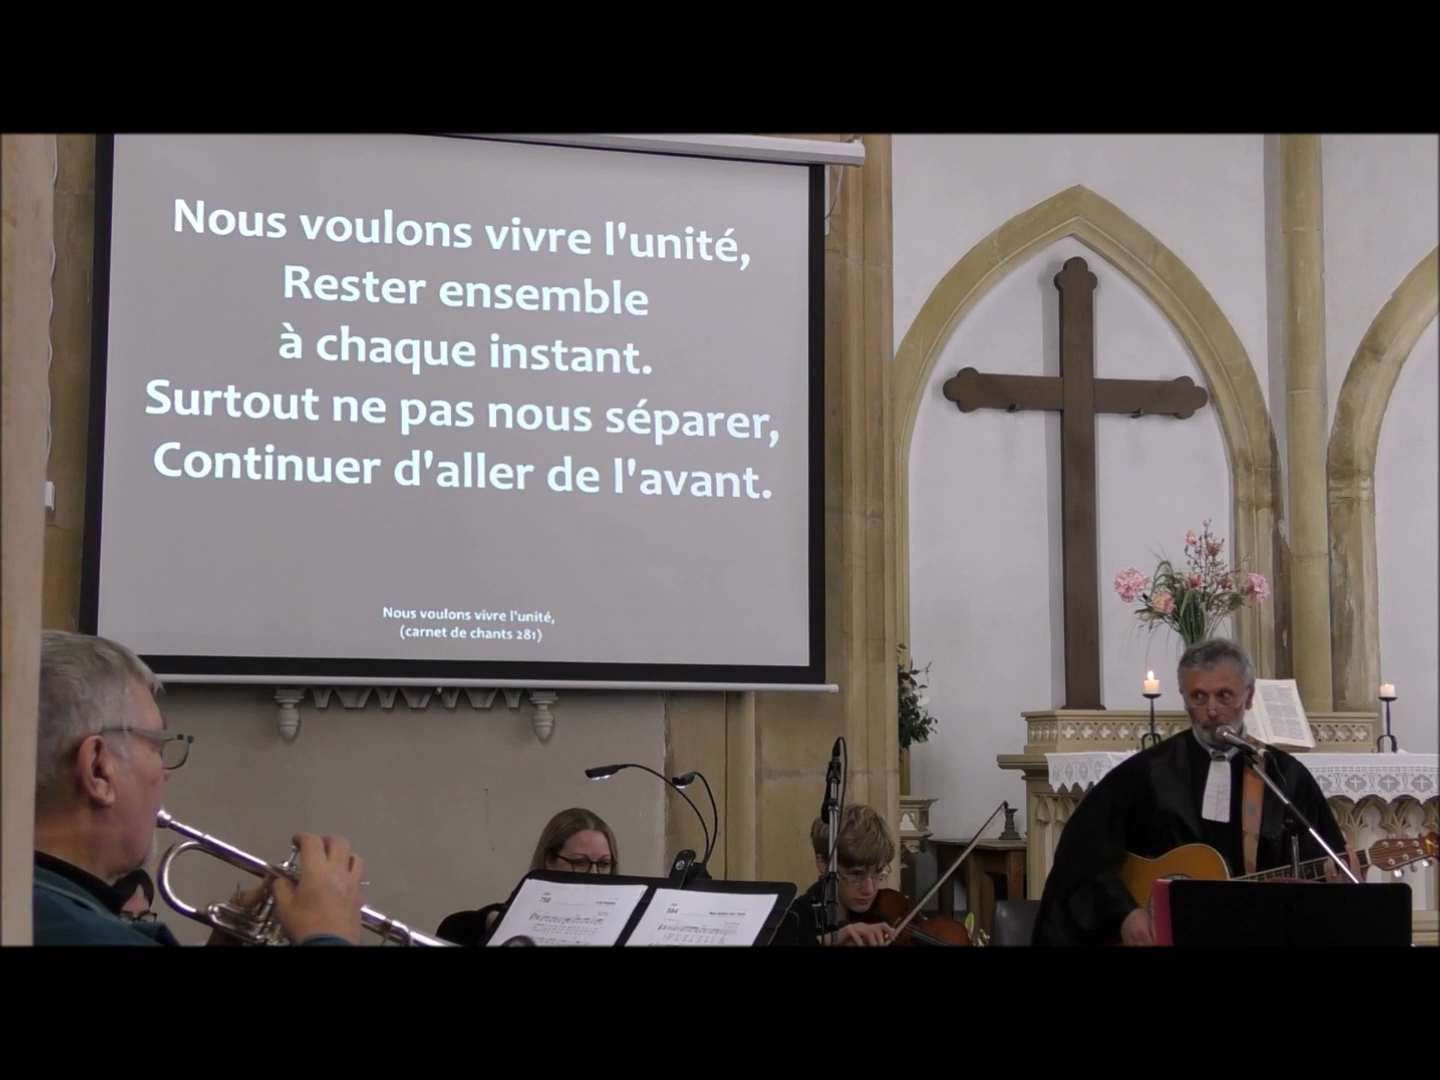 Nous voulons vivre l'unité,
Rester ensemble
à chaque instant.
Surtout ne pas nous séparer,
Continuer d'aller de l'avant.
Nous voulons vivre l'unité,
(carnet de chants 281)